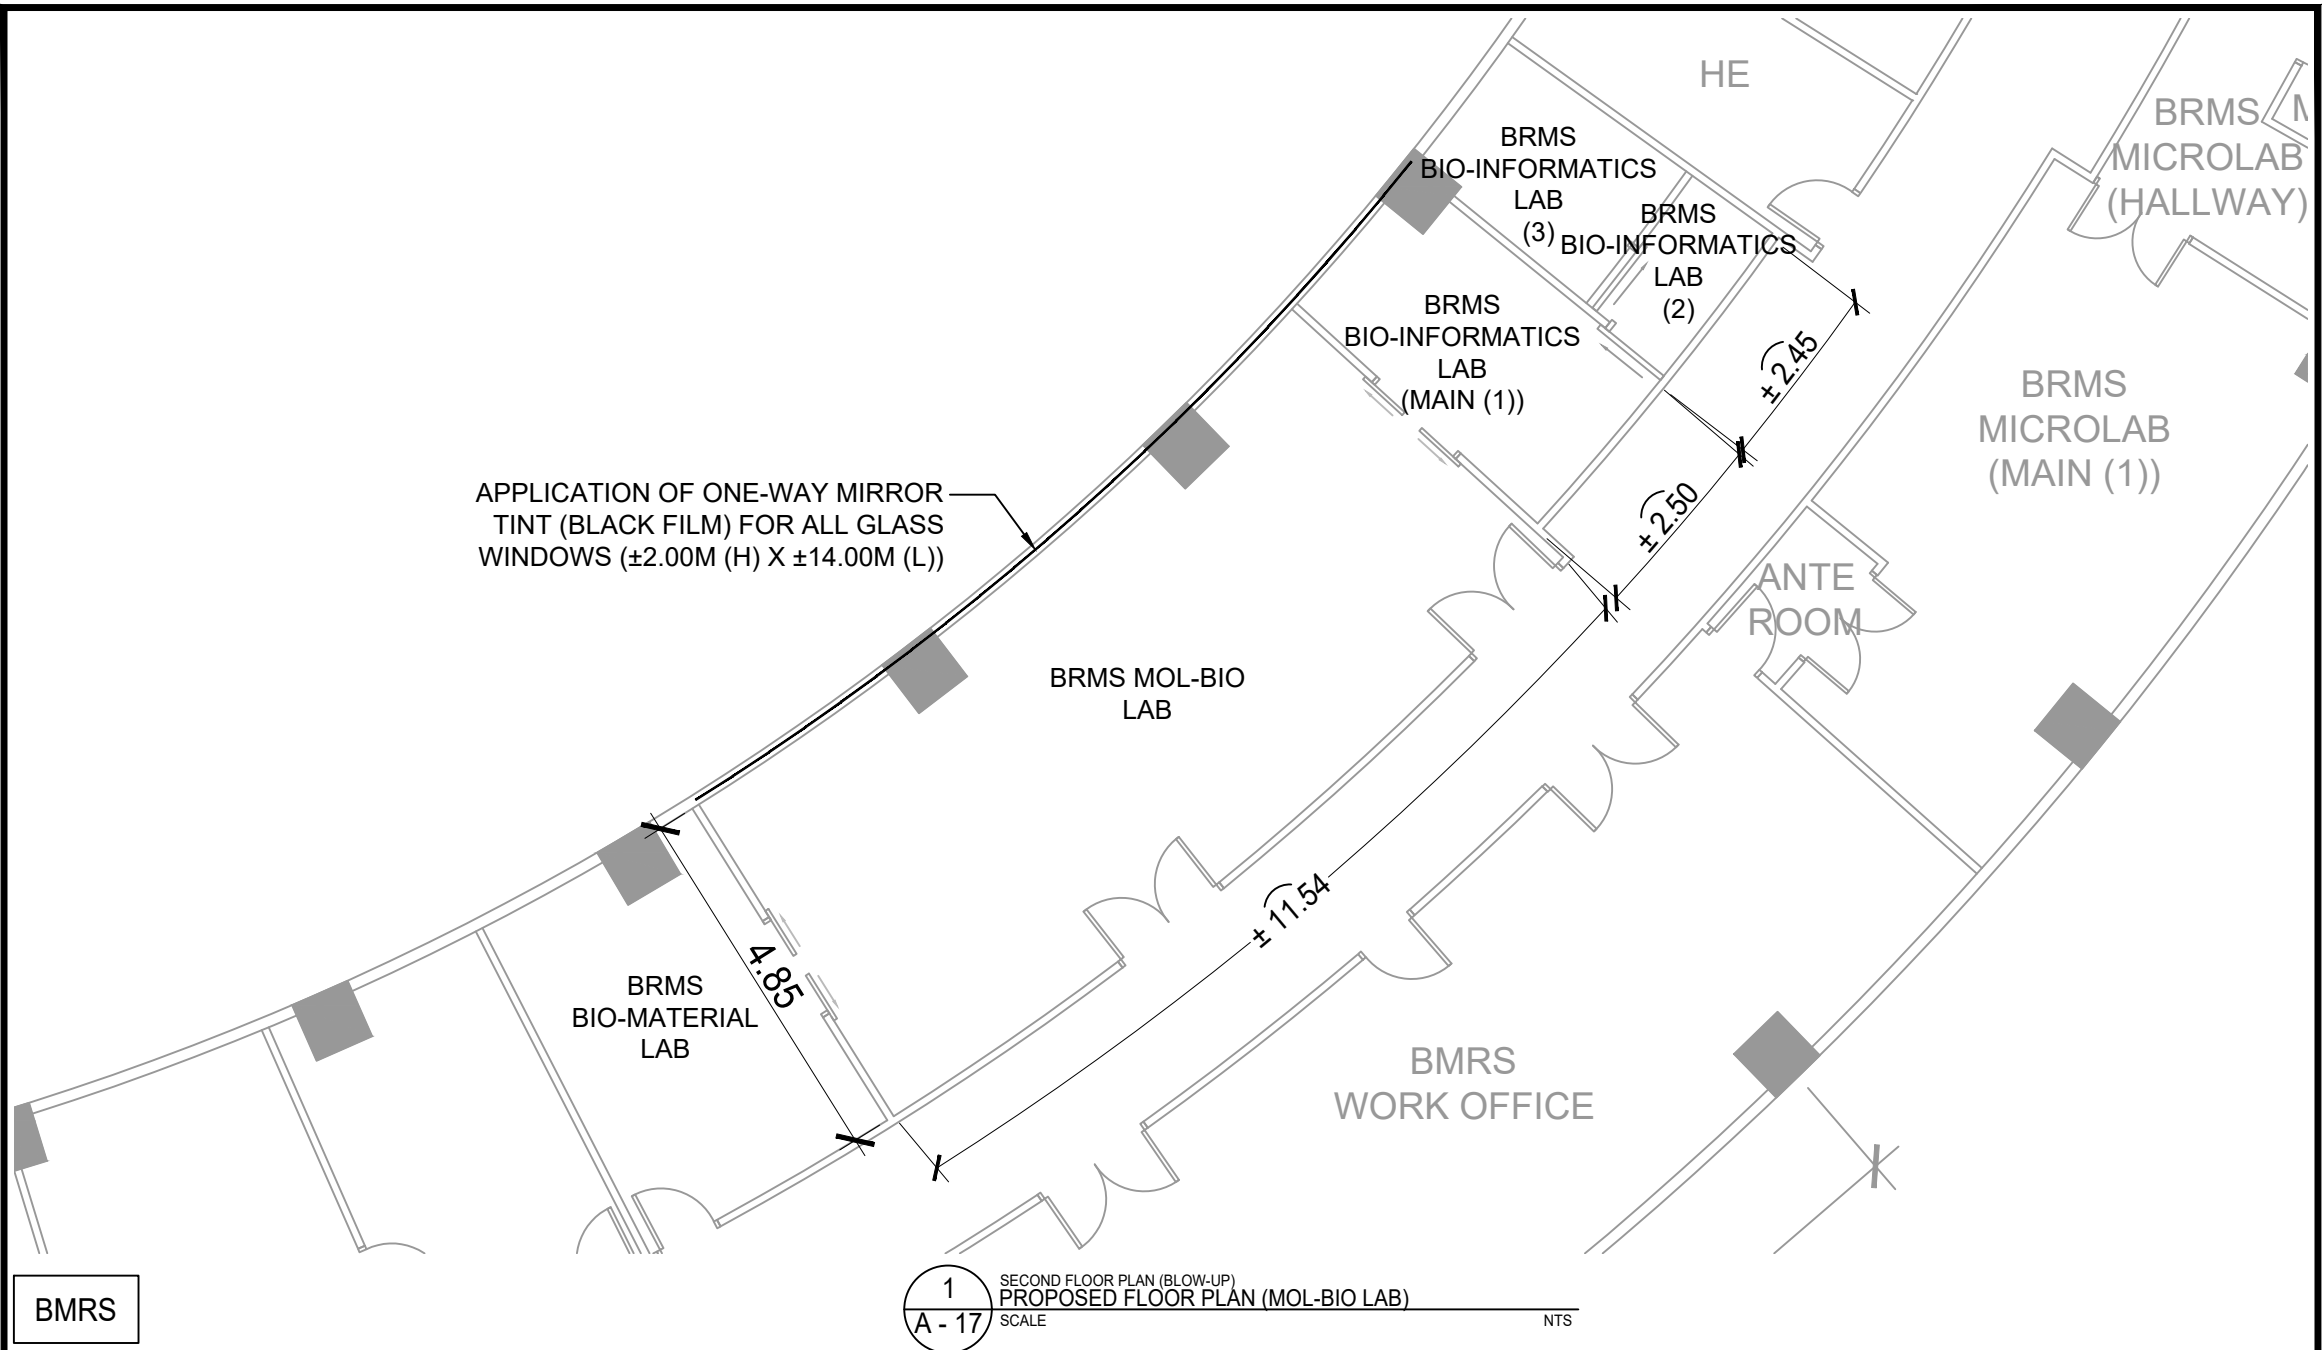 HE
BRMS
MICROLAB
(HALLWAY)
BRMS
BIO-INFORMATICS
LAB
(3)
BRMS
BIO-INFORMATICS
LAB
(2)
BRMS
BIO-INFORMATICS
LAB
(MAIN (1))
± 2.45
BRMS
MICROLAB
(MAIN (1))
APPLICATION OF ONE-WAY MIRROR
TINT (BLACK FILM) FOR ALL GLASS
WINDOWS (±2.00M (H) X ±14.00M (L))
± 2.50
ANTE
ROOM
BRMS MOL-BIO
LAB
± 11.54
4.85
BRMS
BIO-MATERIAL
LAB
BMRS
WORK OFFICE
BMRS
1
A - 17
SECOND FLOOR PLAN (BLOW-UP)
PROPOSED FLOOR PLAN (MOL-BIO LAB)
SCALE NTS